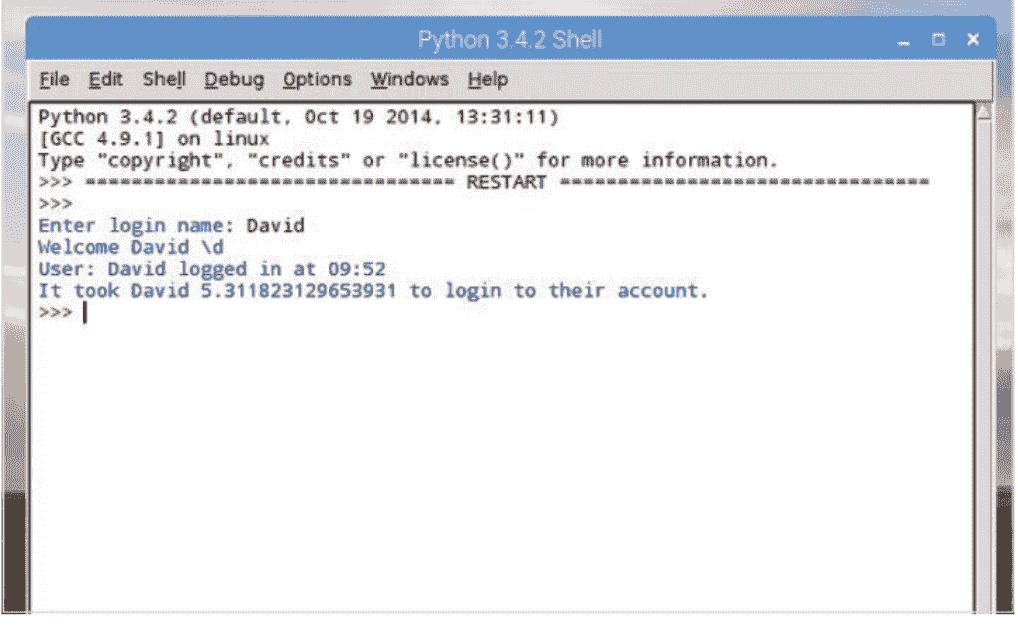 Python 3.4.2 Shell
File Edit Shell Debug Options Windows Help
Python 3.4.2 (default, Oct 19 2014, 13:31:11)
[GCC 4.9.1] on linux
Type "copyright", "credits" or "license()" for more information.
>>> ================================ RESTART ================================
>>>
Enter login name: David
Welcome David \d
User: David logged in at 09:52
It took David 5.311823129653931 to login to their account.
>>>